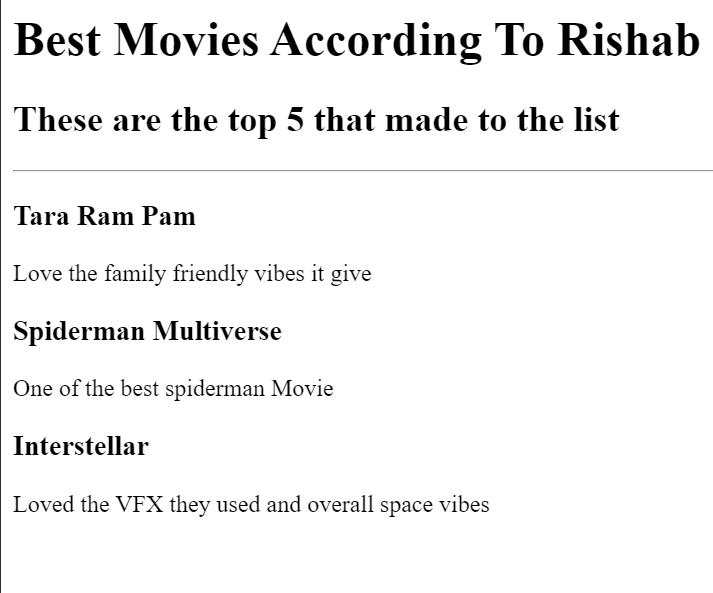 Best Movies According To Rishab
These are the top 5 that made to the list
Tara Ram Pam
Love the family friendly vibes it give
Spiderman Multiverse
One of the best spiderman Movie
Interstellar
Loved the VFX they used and overall space vibes